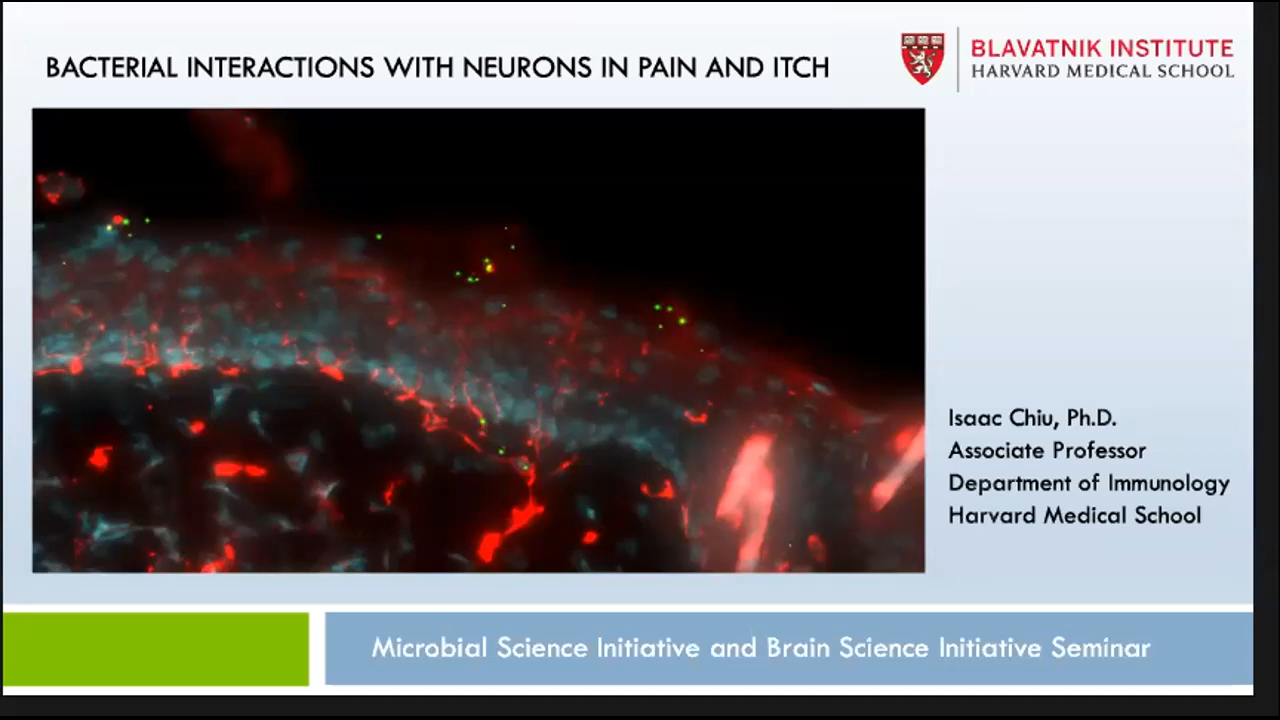 BACTERIAL INTERACTIONS WITH NEURONS IN PAIN AND ITCH
BLAVATNIK INSTITUTE
HARVARD MEDICAL SCHOOL
Isaac Chiu, Ph.D.
Associate Professor
Department of Immunology
Harvard Medical School
Microbial Science Initiative and Brain Science Initiative Seminar